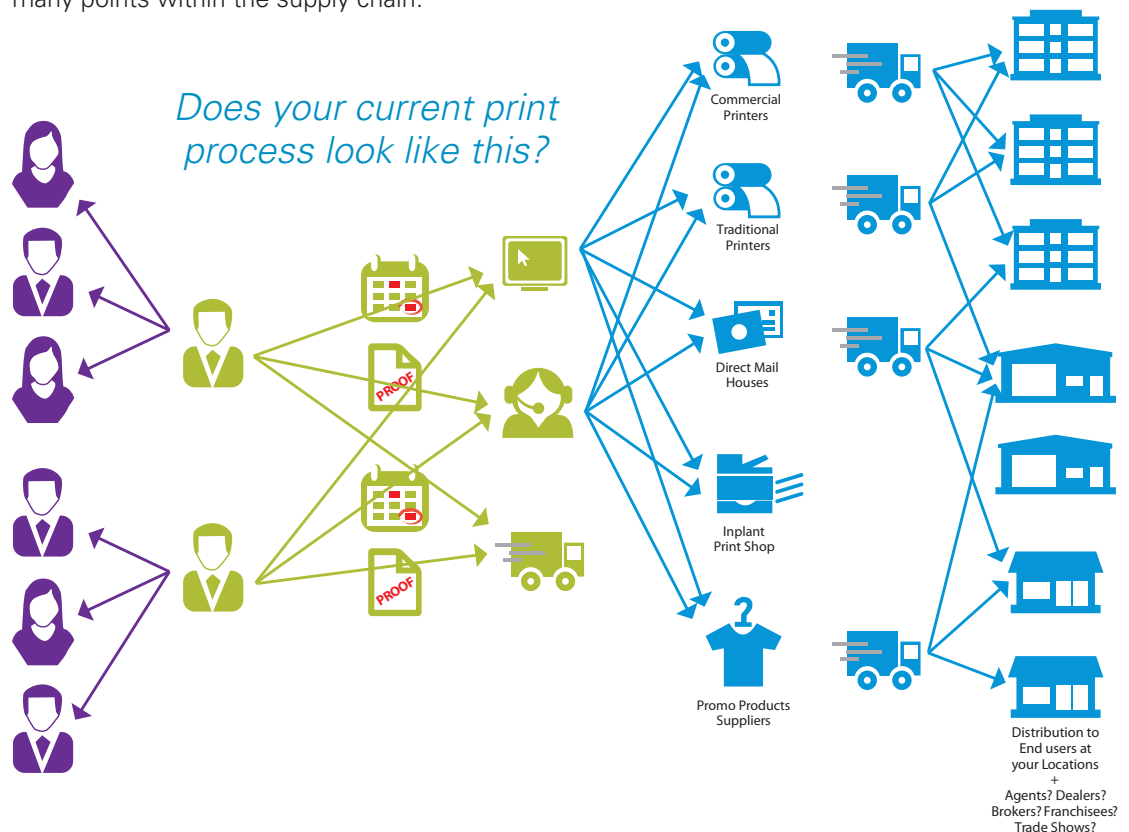 many points within the supply chain.
Does your current print
process look like this?
Commercial
Printers
Traditional
Printers
PROOF
Direct Mail
Houses
Inplant
Print Shop
PROOF
Promo Products
Suppliers
Distribution to
End users at
your Locations
+
Agents? Dealers?
Brokers? Franchisees?
Trade Shows?